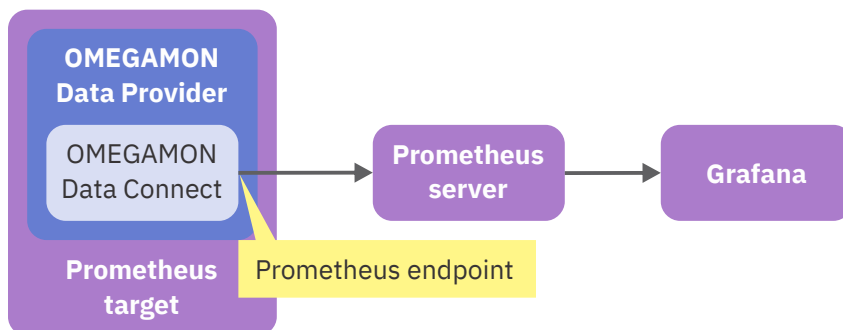 OMEGAMON
Data Provider
OMEGAMON
Data Connect
Prometheus
target
Prometheus endpoint
Prometheus
server
Grafana